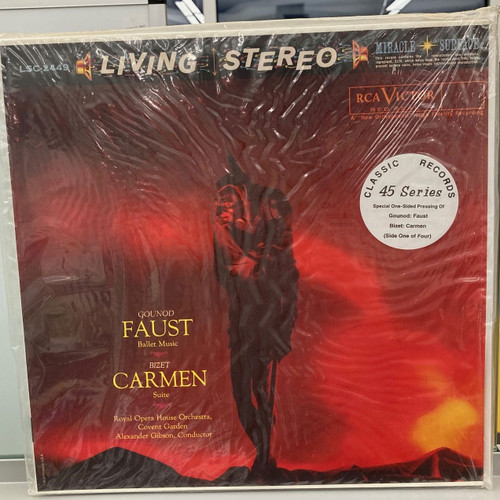 LSC-2449 LIVING STEREO MIRACLE SURFACE
RCA VICTOR
CLASSIC RECORDS
45 Series
Special One-Sided Pressing Of
Gounod: Faust
Bizet: Carmen
(Side One of Four)
GOUNOD
FAUST
Ballet Music
BIZET
CARMEN
Suite
Royal Opera House Orchestra,
Covent Garden
Alexander Gibson, Conductor